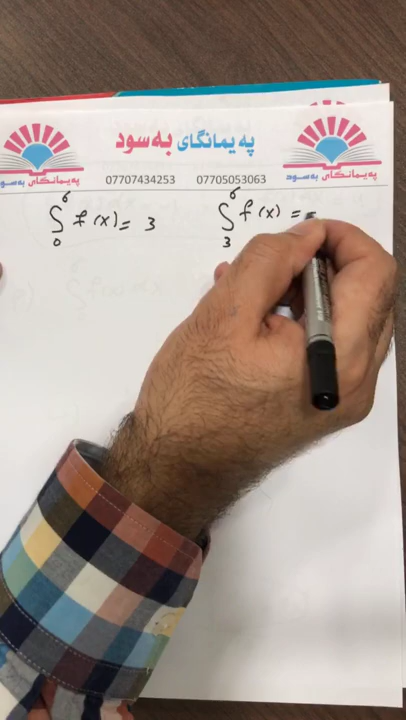 پەیمانگای بەسود
پەیمانگای بەسود
پەیمانگای بەسود
07707434253 07705053063
∫₀⁶ f(x) = 3
∫₃⁶ f(x) =